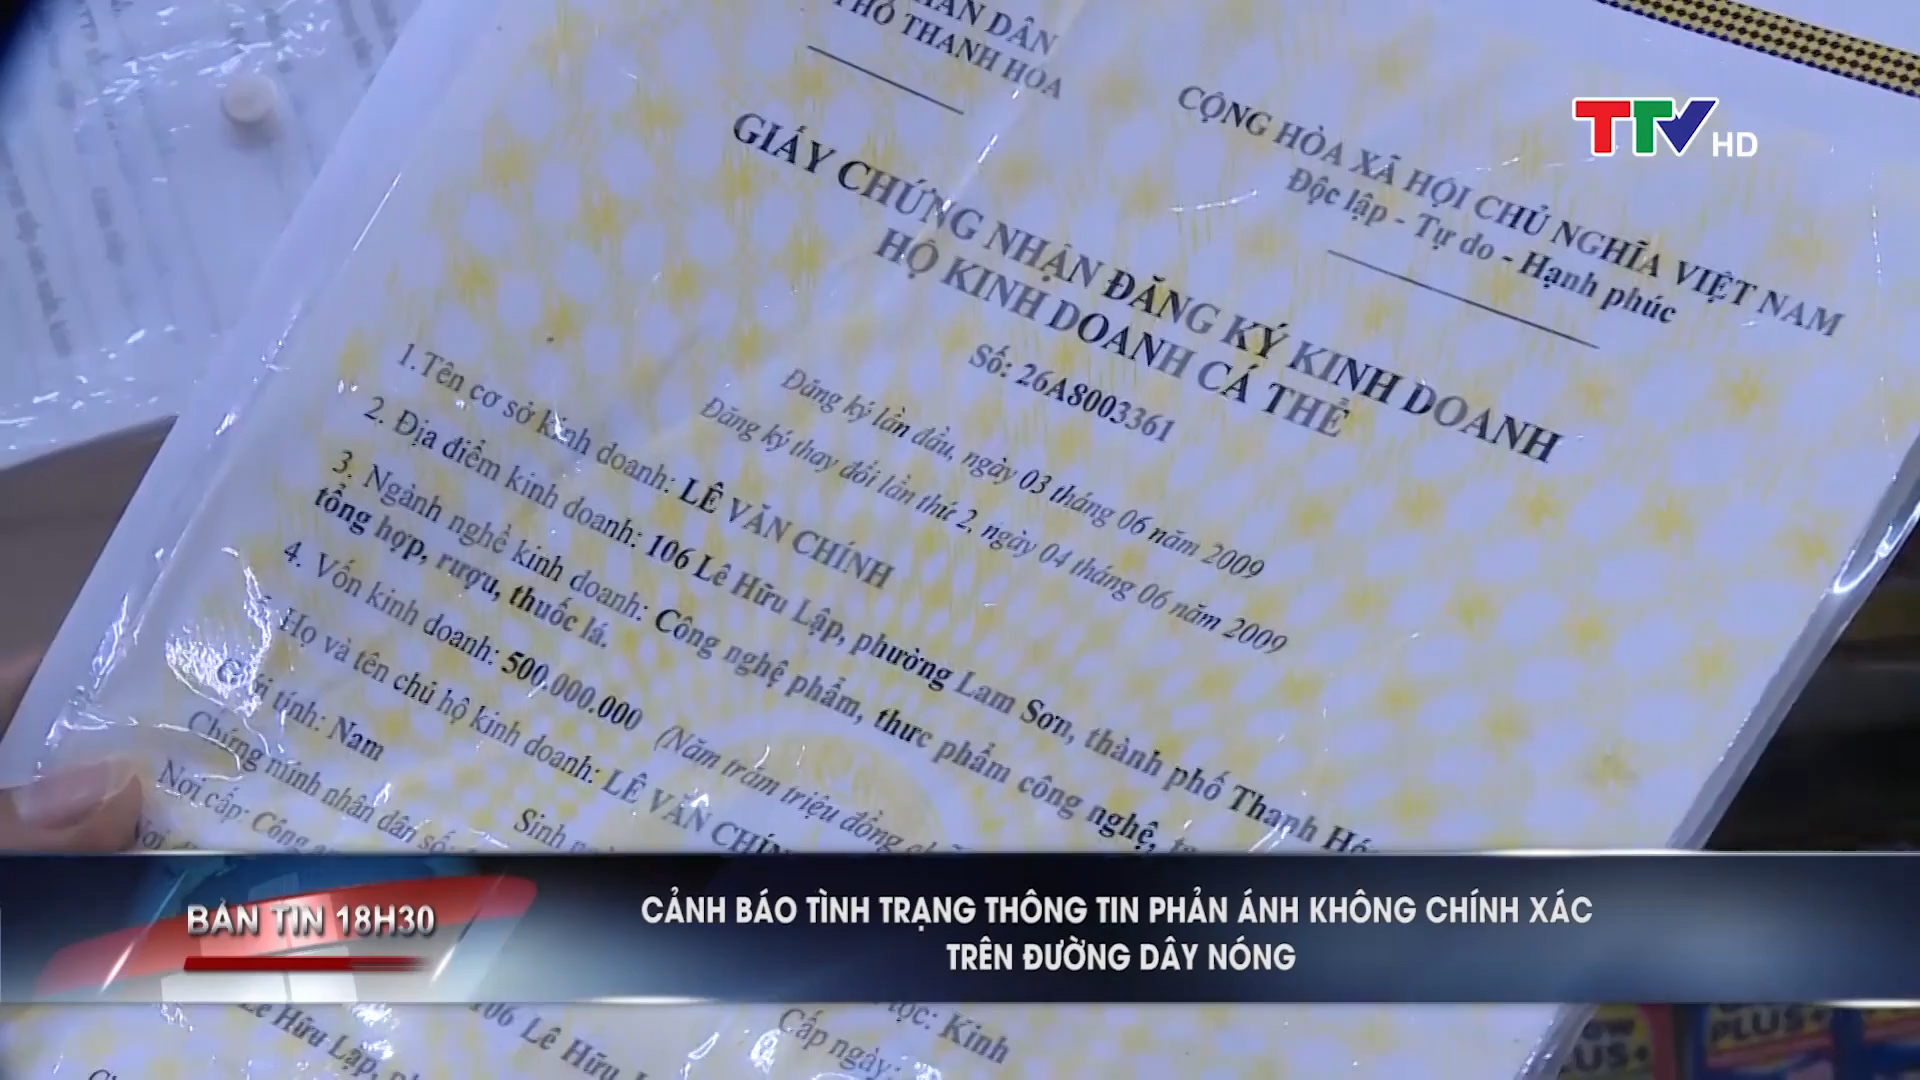 HÂN DÂN
PHỐ THANH HÓA
CỘNG HÒA XÃ HỘI CHỦ NGHĨA VIỆT NAM
Độc lập - Tự do - Hạnh phúc
TTV HD
GIẤY CHỨNG NHẬN ĐĂNG KÝ KINH DOANH
HỘ KINH DOANH CÁ THỂ
Số: 26A8003361
Đăng ký lần đầu, ngày 03 tháng 06 năm 2009
Đăng ký thay đổi lần thứ 2, ngày 04 tháng 06 năm 2009
1.Tên cơ sở kinh doanh: LÊ VĂN CHÍNH
2. Địa điểm kinh doanh: 106 Lê Hữu Lập, phường Lam Sơn, thành phố Thanh Hó
3. Ngành nghề kinh doanh: Công nghệ phẩm, thực phẩm công nghệ,
tổng hợp, rượu, thuốc lá.
4. Vốn kinh doanh: 500.000.000 (Năm trăm triệu đồng
Họ và tên chủ hộ kinh doanh: LÊ VĂN CHÍNH
Giới tính: Nam
Sinh
Chứng minh nhân dân số:
Nơi cấp: Công
Nơi
BẢN TIN 18H30
CẢNH BÁO TÌNH TRẠNG THÔNG TIN PHẢN ÁNH KHÔNG CHÍNH XÁC
TRÊN ĐƯỜNG DÂY NÓNG
tộc: Kinh
Cấp ngày:
Lê Hữu Lập,
106 Lê Hữu
PLUS+